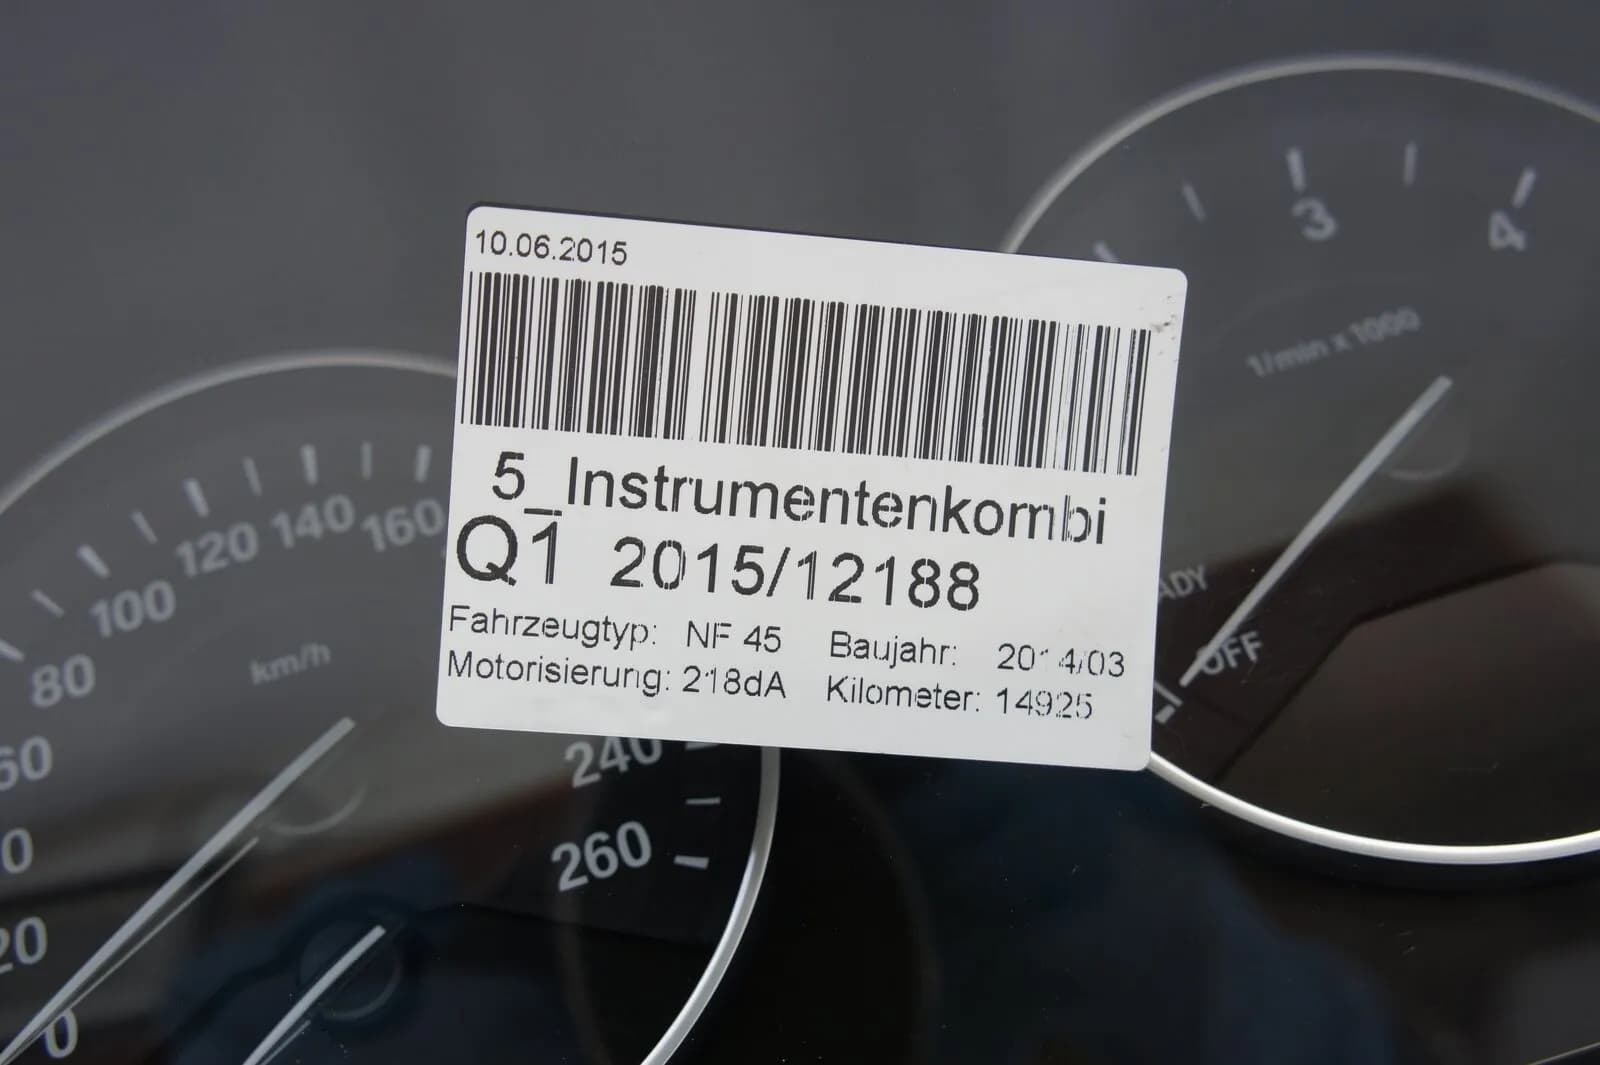 10.06.2015
5_Instrumentenkombi
Q1 2015/12188
Fahrzeugtyp: NF 45 Baujahr: 2014/03
Motorisierung: 218dA Kilometer: 14925
3
4
1/min x 1000
OFF
160
140
120
100
80
km/h
240
260
0